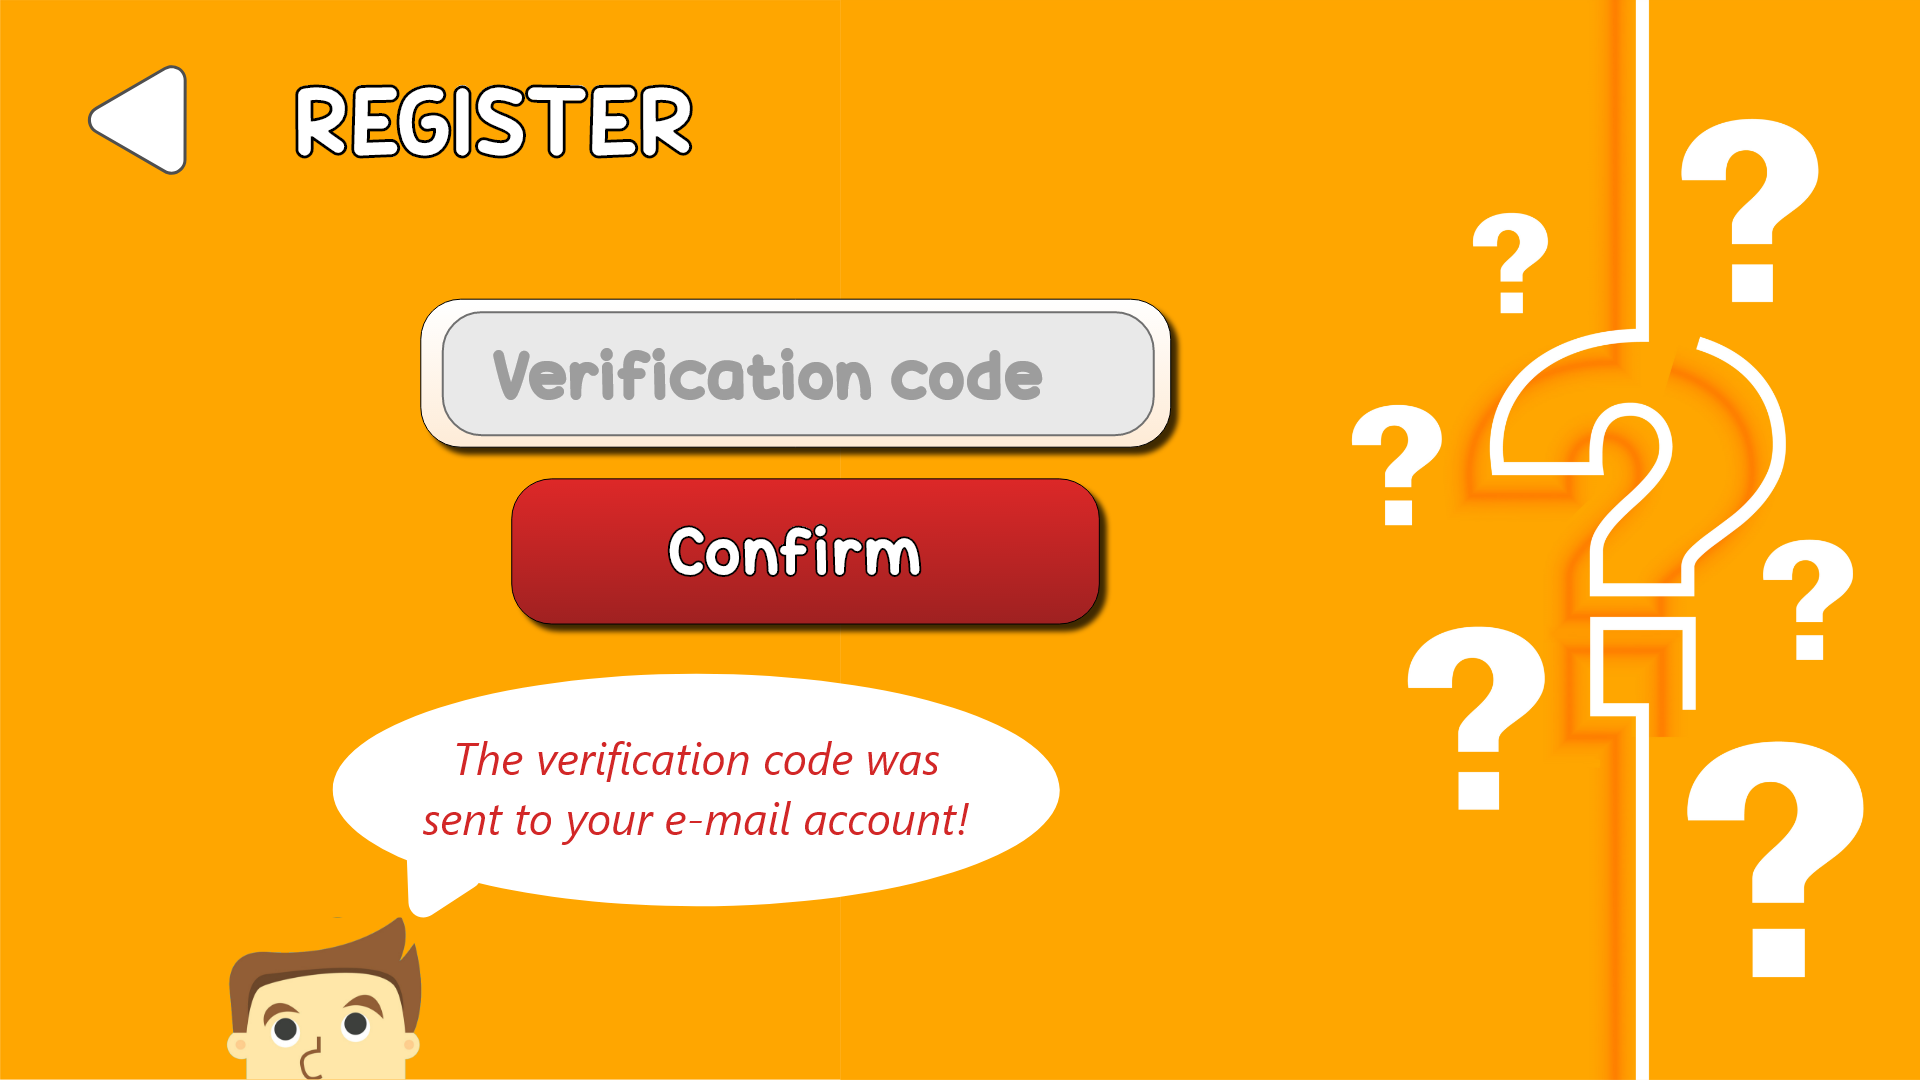 REGISTER
Verification code
Confirm
The verification code was
sent to your e-mail account!
?
?
?
?
?
?
?